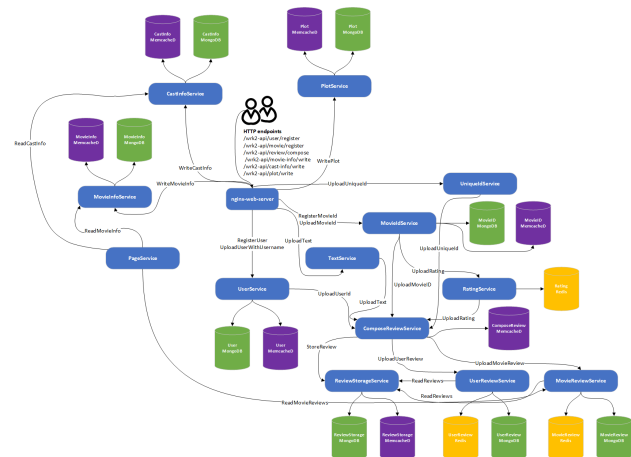 CastInfo
MemcacheD
CastInfo
MongoDB
Plot
MemcacheD
Plot
MongoDB
CastInfoService
PlotService
ReadCastInfo
HTTP endpoints
/wrk2-api/user/register
/wrk2-api/movie/register
/wrk2-api/review/compose
/wrk2-api/movie-info/write
/wrk2-api/cast-info/write
/wrk2-api/plot/write
MovieInfo
MemcacheD
MovieInfo
MongoDB
WriteCastInfo
WritePlot
WriteMovieInfo
UploadUniqueId
UniqueIdService
MovieInfoService
nginx-web-server
RegisterMovieId
UploadMovieId
MovieIdService
MovieID
MongoDB
MovieID
MemcacheD
ReadMovieInfo
RegisterUser
UploadUserWithUsername
UploadText
UploadUniqueId
PageService
TextService
UploadRating
UploadMovieID
UserService
UploadUserId
UploadText
RatingService
Rating
Redis
UploadRating
ComposeReviewService
ComposeReview
MemcacheD
User
MongoDB
User
MemcacheD
StoreReview
UploadUserReview
UploadMovieReview
ReviewStorageService
ReadReviews
UserReviewService
MovieReviewService
ReadReviews
ReadMovieReviews
ReviewStorage
MongoDB
ReviewStorage
MemcacheD
UserReview
Redis
UserReview
MongoDB
MovieReview
Redis
MovieReview
MongoDB